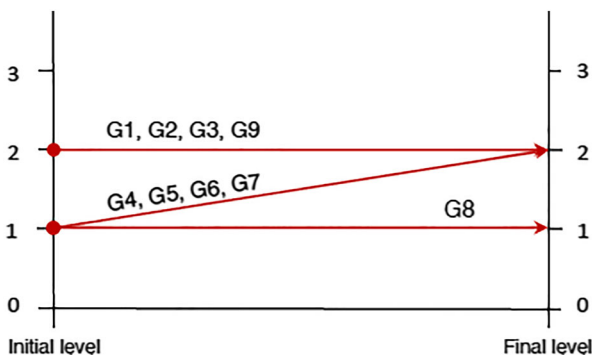 3 3
G1, G2, G3, G9
2 2
G4, G5, G6, G7
G8
1 1
0 0
Initial level Final level